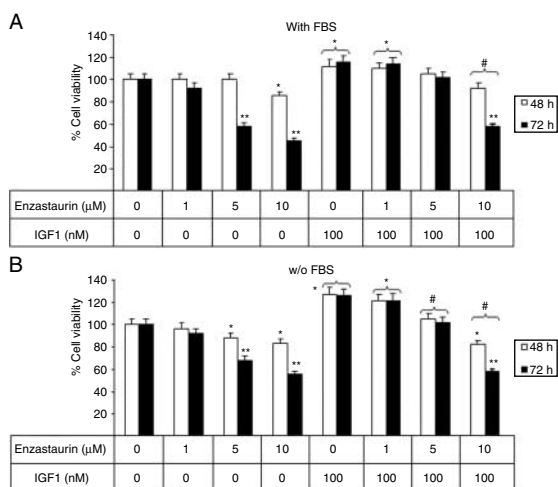 A
With FBS
% Cell viability
140
120
100
80
60
40
20
* * ** ** * * # **
48 h
72 h
Enzastaurin (μM) 0 1 5 10 0 1 5 10
IGF1 (nM) 0 0 0 0 100 100 100 100
B
w/o FBS
% Cell viability
140
120
100
80
60
40
20
* ** * ** * * # # * **
48 h
72 h
Enzastaurin (μM) 0 1 5 10 0 1 5 10
IGF1 (nM) 0 0 0 0 100 100 100 100